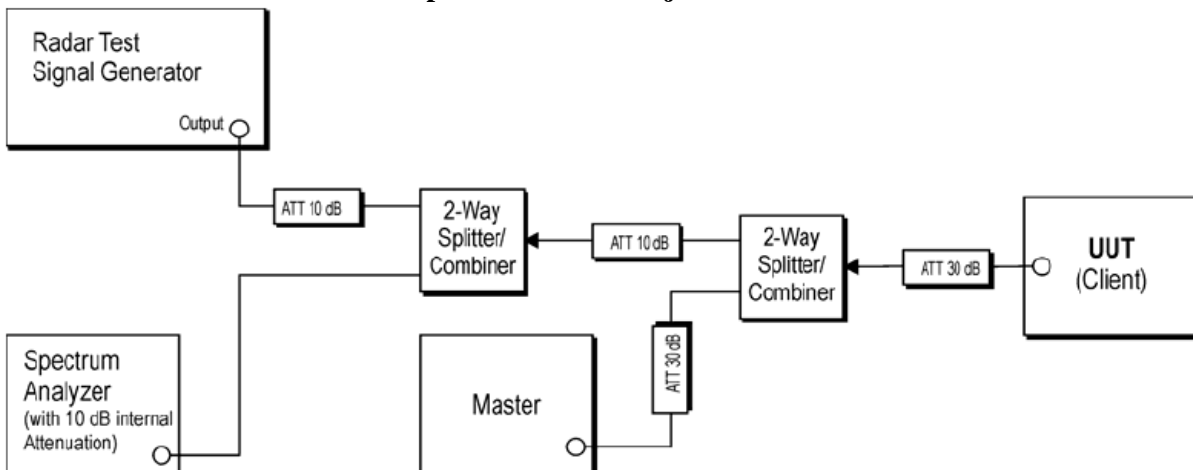 Radar Test
Signal Generator
Output
ATT 10 dB
2-Way
Splitter/
Combiner
ATT 10 dB
2-Way
Splitter/
Combiner
ATT 30 dB
UUT
(Client)
Spectrum
Analyzer
(with 10 dB internal
Attenuation)
Master
ATT 30 dB